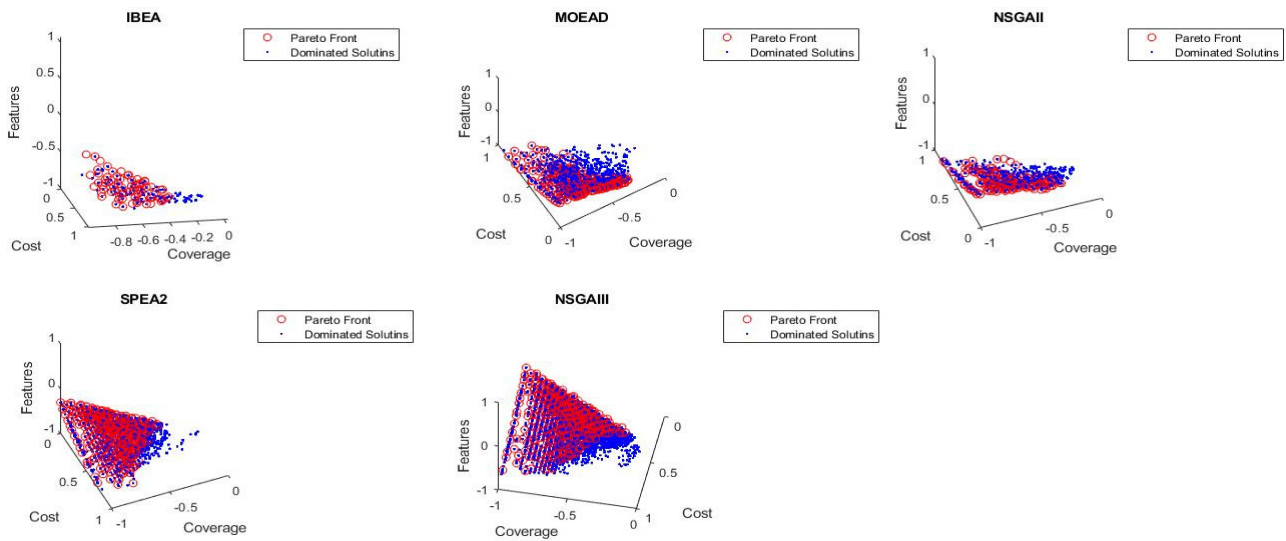 IBEA
Pareto Front
Dominated Solutins
1
0.5
0
-0.5
-1
Features
0
0.5
1
Cost
-0.8 -0.6 -0.4 -0.2 0
Coverage
MOEAD
Pareto Front
Dominated Solutins
1
0
-1
Features
1
0.5
0
Cost
-1
-0.5
0
Coverage
NSGAII
Pareto Front
Dominated Solutins
1
0
-1
Features
1
0.5
0
Cost
-1
-0.5
0
Coverage
SPEA2
Pareto Front
Dominated Solutins
1
0
-1
Features
0
0.5
1
Cost
-1
-0.5
0
Coverage
NSGAIII
Pareto Front
Dominated Solutins
1
0
-1
Features
-1
-0.5
0
Coverage
0
0.5
1
Cost